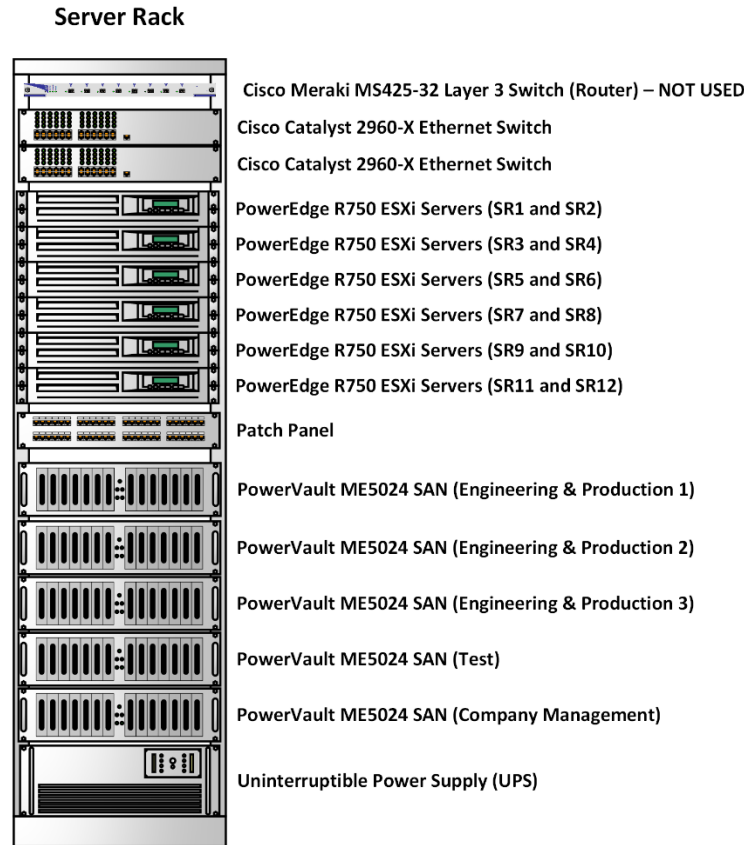 Server Rack
Cisco Meraki MS425-32 Layer 3 Switch (Router) – NOT USED
Cisco Catalyst 2960-X Ethernet Switch
Cisco Catalyst 2960-X Ethernet Switch
PowerEdge R750 ESXi Servers (SR1 and SR2)
PowerEdge R750 ESXi Servers (SR3 and SR4)
PowerEdge R750 ESXi Servers (SR5 and SR6)
PowerEdge R750 ESXi Servers (SR7 and SR8)
PowerEdge R750 ESXi Servers (SR9 and SR10)
PowerEdge R750 ESXi Servers (SR11 and SR12)
Patch Panel
PowerVault ME5024 SAN (Engineering & Production 1)
PowerVault ME5024 SAN (Engineering & Production 2)
PowerVault ME5024 SAN (Engineering & Production 3)
PowerVault ME5024 SAN (Test)
PowerVault ME5024 SAN (Company Management)
Uninterruptible Power Supply (UPS)